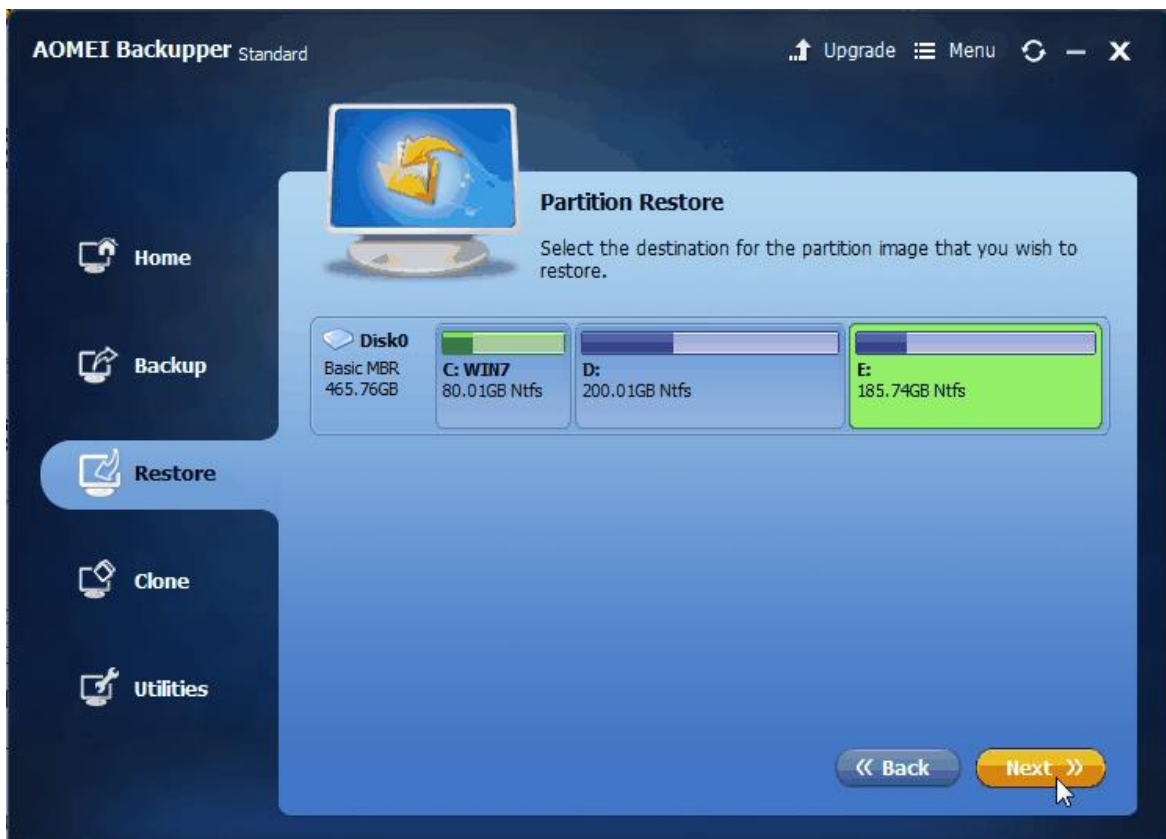 AOMEI Backupper Standard
Upgrade Menu
Partition Restore
Select the destination for the partition image that you wish to
restore.
Home
Backup
Restore
Clone
Utilities
Disk0
Basic MBR
465.76GB
C: WIN7
80.01GB Ntfs
D:
200.01GB Ntfs
E:
185.74GB Ntfs
Back
Next